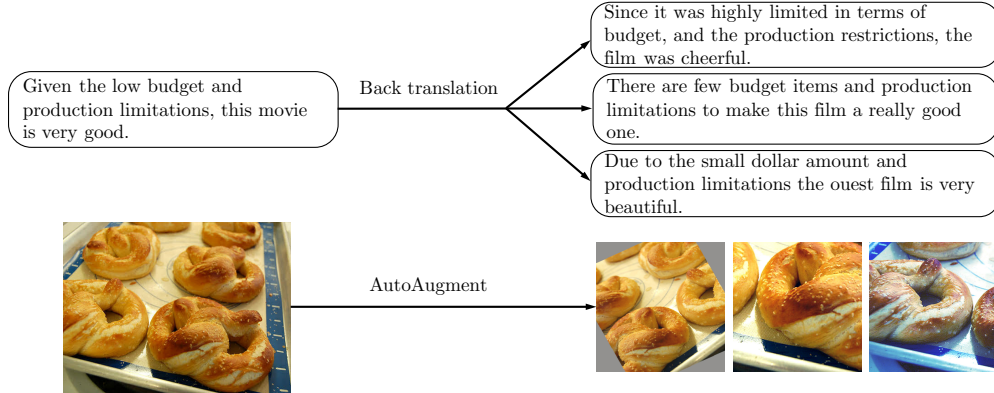 Given the low budget and
production limitations, this movie
is very good.
Back translation
Since it was highly limited in terms of
budget, and the production restrictions, the
film was cheerful.
There are few budget items and production
limitations to make this film a really good
one.
Due to the small dollar amount and
production limitations the ouest film is very
beautiful.
AutoAugment